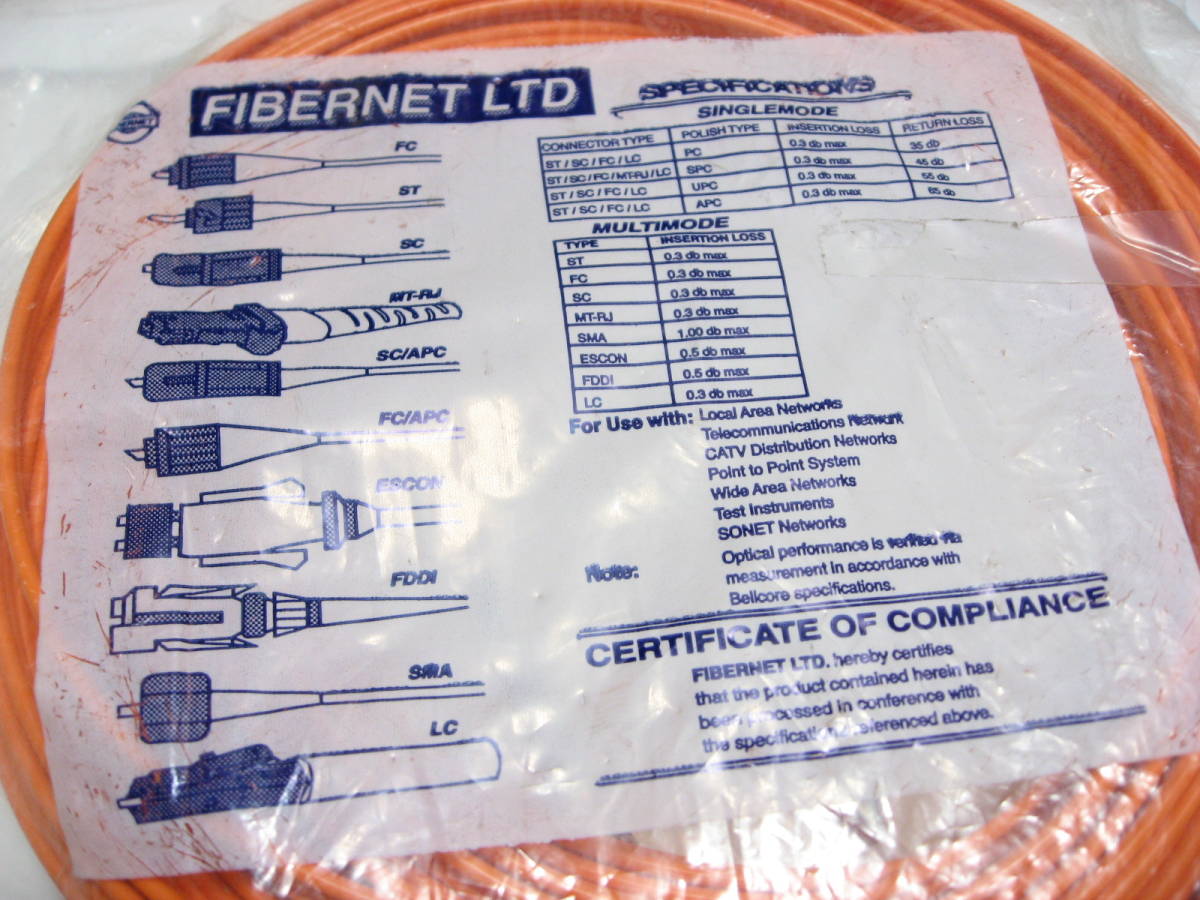 FIBERNET LTD
FC
ST
SC
MT-RJ
SC/APC
FC/APC
ESCON
FDDI
SMA
LC
SPECIFICATIONS
SINGLEMODE
CONNECTOR TYPE POLISH TYPE INSERTION LOSS RETURN LOSS
ST / SC / FC / LC PC 0.3 db max 35 db
ST / SC / FC / MT-RJ / LC SPC 0.3 db max 45 db
ST / SC / FC / LC UPC 0.3 db max 55 db
ST / SC / FC / LC APC 0.3 db max 65 db
MULTIMODE
TYPE INSERTION LOSS
ST 0.3 db max
FC 0.3 db max
SC 0.3 db max
MT-RJ 0.3 db max
SMA 1.00 db max
ESCON 0.5 db max
FDDI 0.5 db max
LC 0.3 db max
For Use with: Local Area Networks
Telecommunications Network
CATV Distribution Networks
Point to Point System
Wide Area Networks
Test Instruments
SONET Networks
Note: Optical performance is verified via
measurement in accordance with
Bellcore specifications.
CERTIFICATE OF COMPLIANCE
FIBERNET LTD. hereby certifies
that the product contained herein has
been processed in conference with
the specifications referenced above.